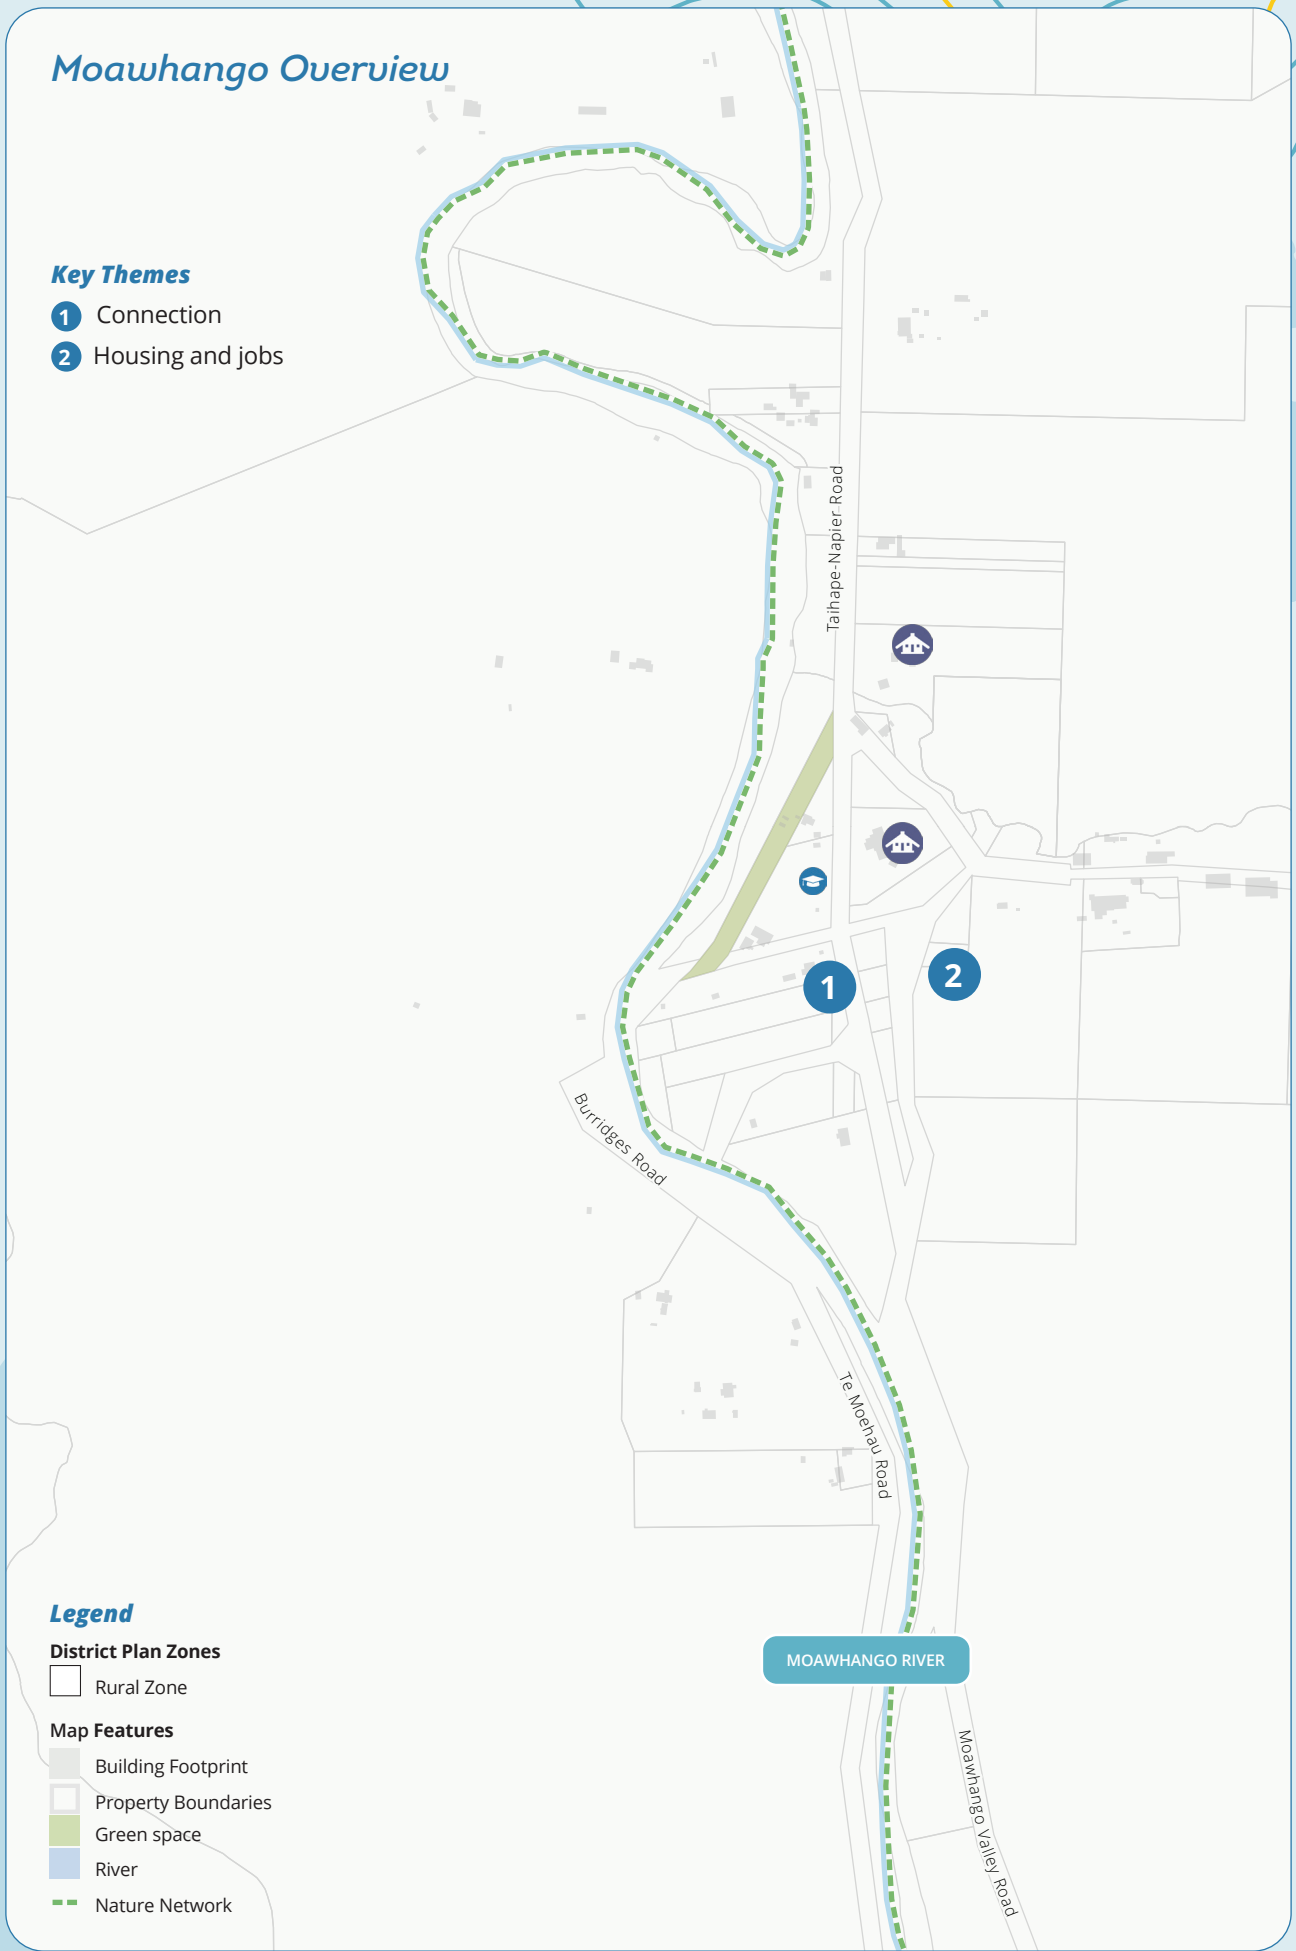 Moawhango Overview
Key Themes
1 Connection
2 Housing and jobs
Taihape-Napier Road
1
2
Burridges Road
Te Moehau Road
MOAWHANGO RIVER
Moawhango Valley Road
Legend
District Plan Zones
Rural Zone
Map Features
Building Footprint
Property Boundaries
Green space
River
Nature Network